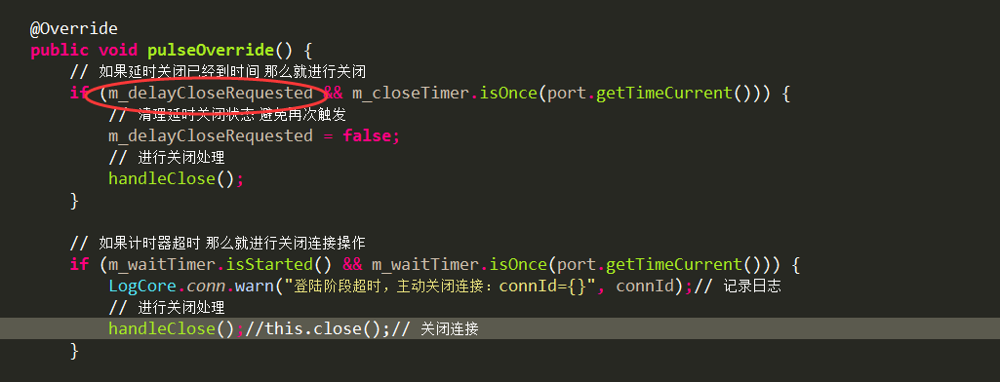 @Override
public void pulseOverride() {
// 如果延时关闭已经到时间 那么就进行关闭
if (m_delayCloseRequested && m_closeTimer.isOnce(port.getTimeCurrent())) {
// 清理延时关闭状态 避免再次触发
m_delayCloseRequested = false;
// 进行关闭处理
handleClose();
}
// 如果计时器超时 那么就进行关闭连接操作
if (m_waitTimer.isStarted() && m_waitTimer.isOnce(port.getTimeCurrent())) {
LogCore.conn.warn("登陆阶段超时，主动关闭连接：connId={}", connId);// 记录日志
// 进行关闭处理
handleClose();//this.close();// 关闭连接
}